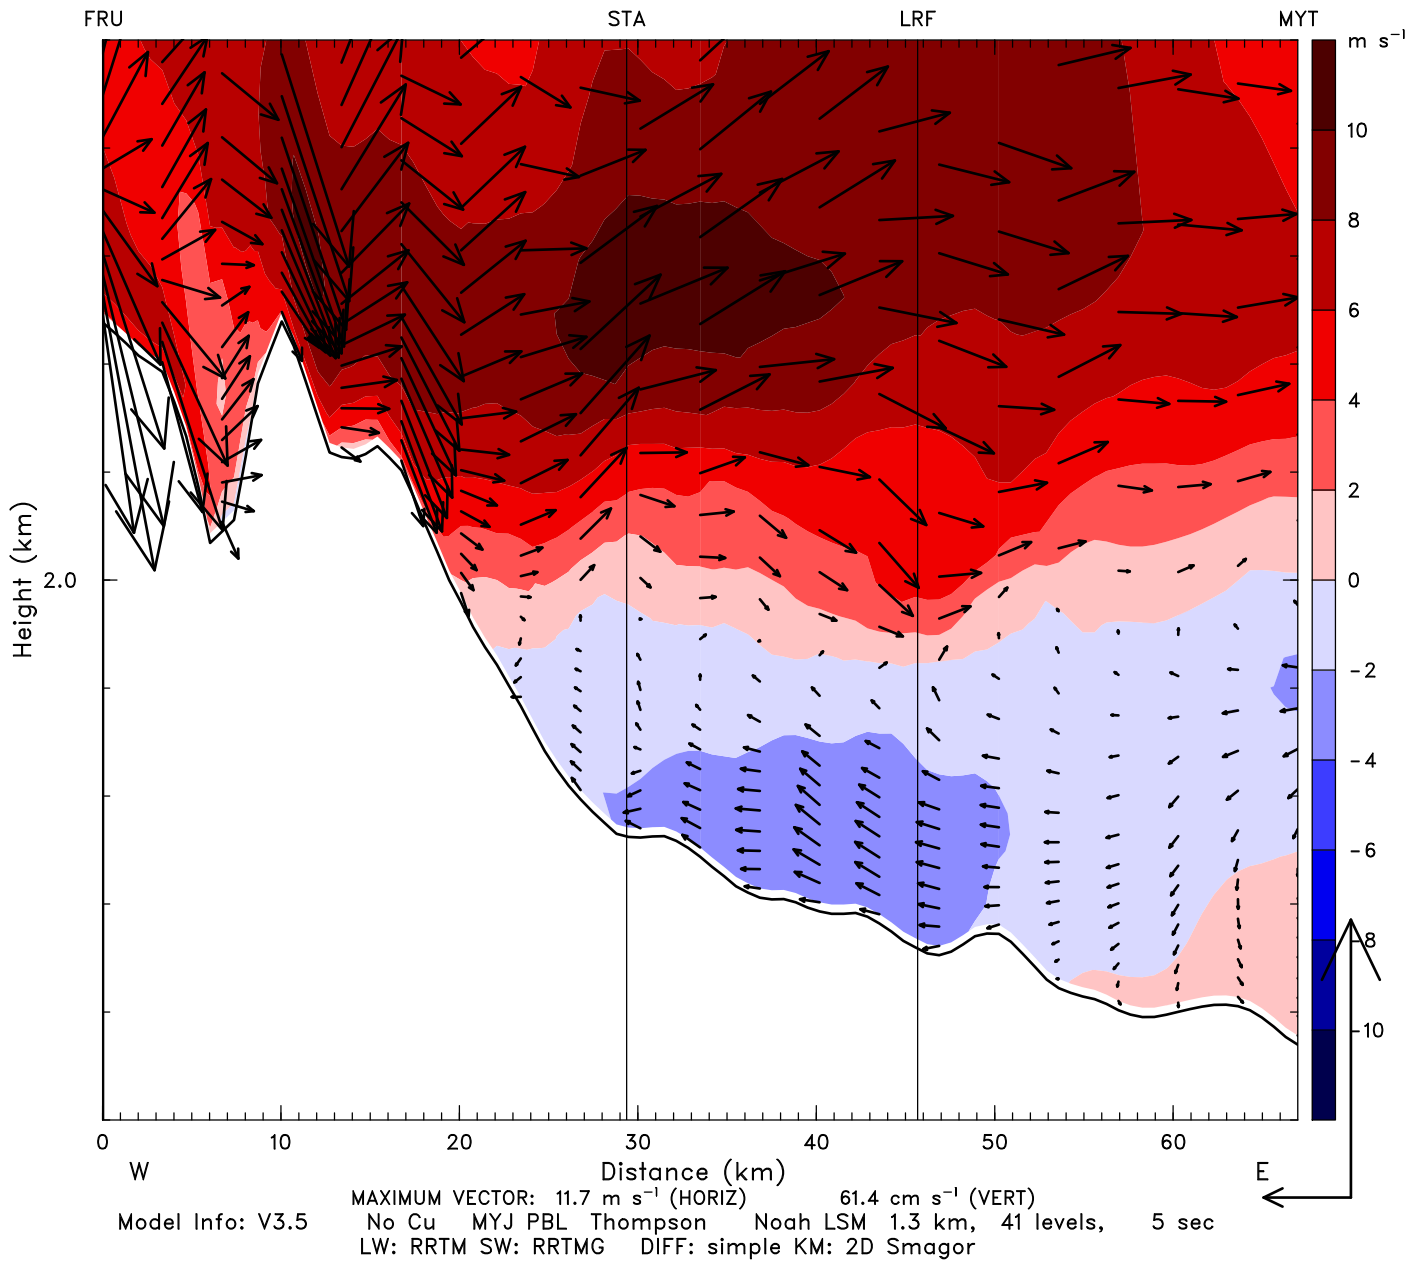 FRU STA LRF MYT
m s⁻¹
10
8
6
4
2
0
-2
-4
-6
-8
-10
Height (km)
2.0
0 10 20 30 40 50 60
W Distance (km) E
MAXIMUM VECTOR: 11.7 m s⁻¹ (HORIZ) 61.4 cm s⁻¹ (VERT)
Model Info: V3.5 No Cu MYJ PBL Thompson Noah LSM 1.3 km, 41 levels, 5 sec
LW: RRTM SW: RRTMG DIFF: simple KM: 2D Smagor